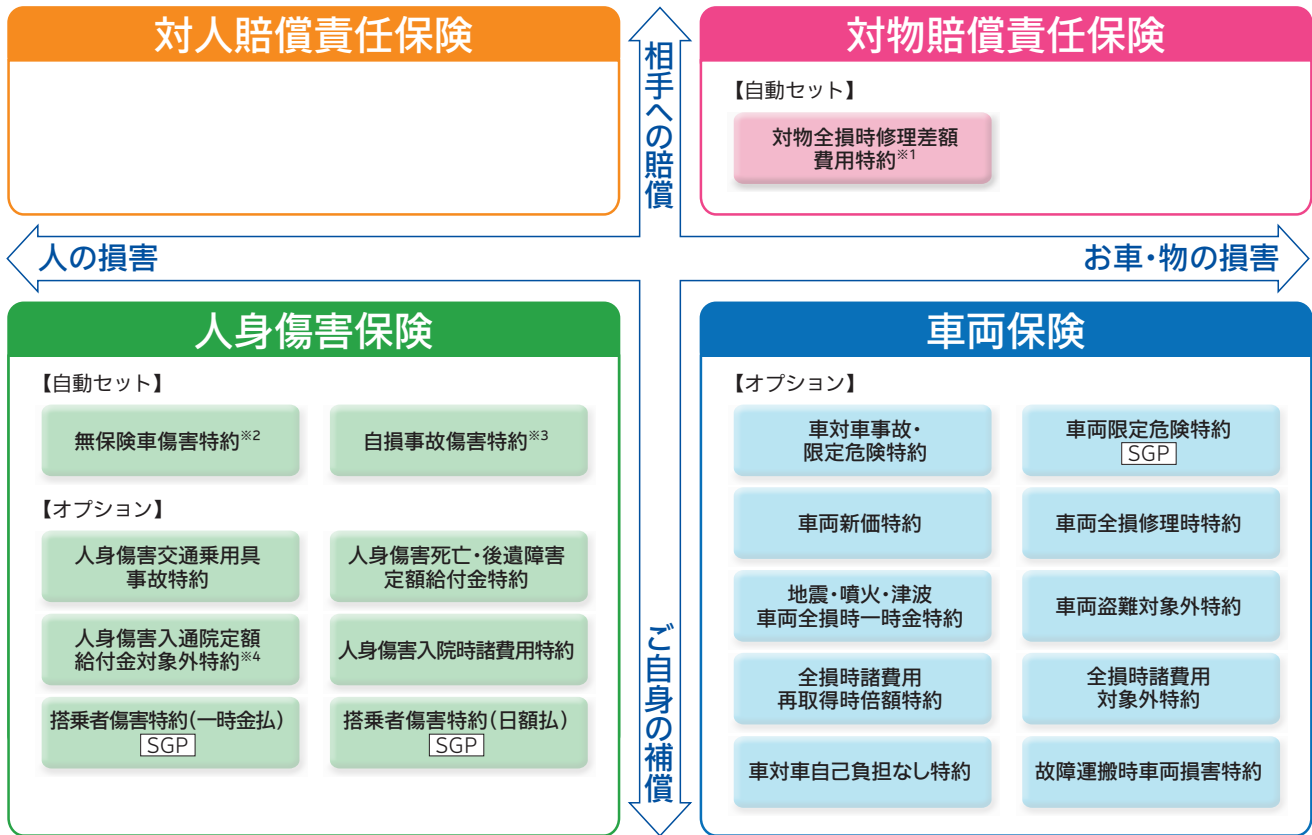 対人賠償責任保険
相手への賠償
対物賠償責任保険
【自動セット】
対物全損時修理差額
費用特約※1
人の損害
お車・物の損害
人身傷害保険
【自動セット】
無保険車傷害特約※2
自損事故傷害特約※3
【オプション】
人身傷害交通乗用具
事故特約
人身傷害死亡・後遺障害
定額給付金特約
人身傷害入通院定額
給付金対象外特約※4
人身傷害入院時諸費用特約
搭乗者傷害特約(一時金払)
SGP
搭乗者傷害特約(日額払)
SGP
ご自身の補償
車両保険
【オプション】
車対車事故・
限定危険特約
車両限定危険特約
SGP
車両新価特約
車両全損修理時特約
地震・噴火・津波
車両全損時一時金特約
車両盗難対象外特約
全損時諸費用
再取得時倍額特約
全損時諸費用
対象外特約
車対車自己負担なし特約
故障運搬時車両損害特約